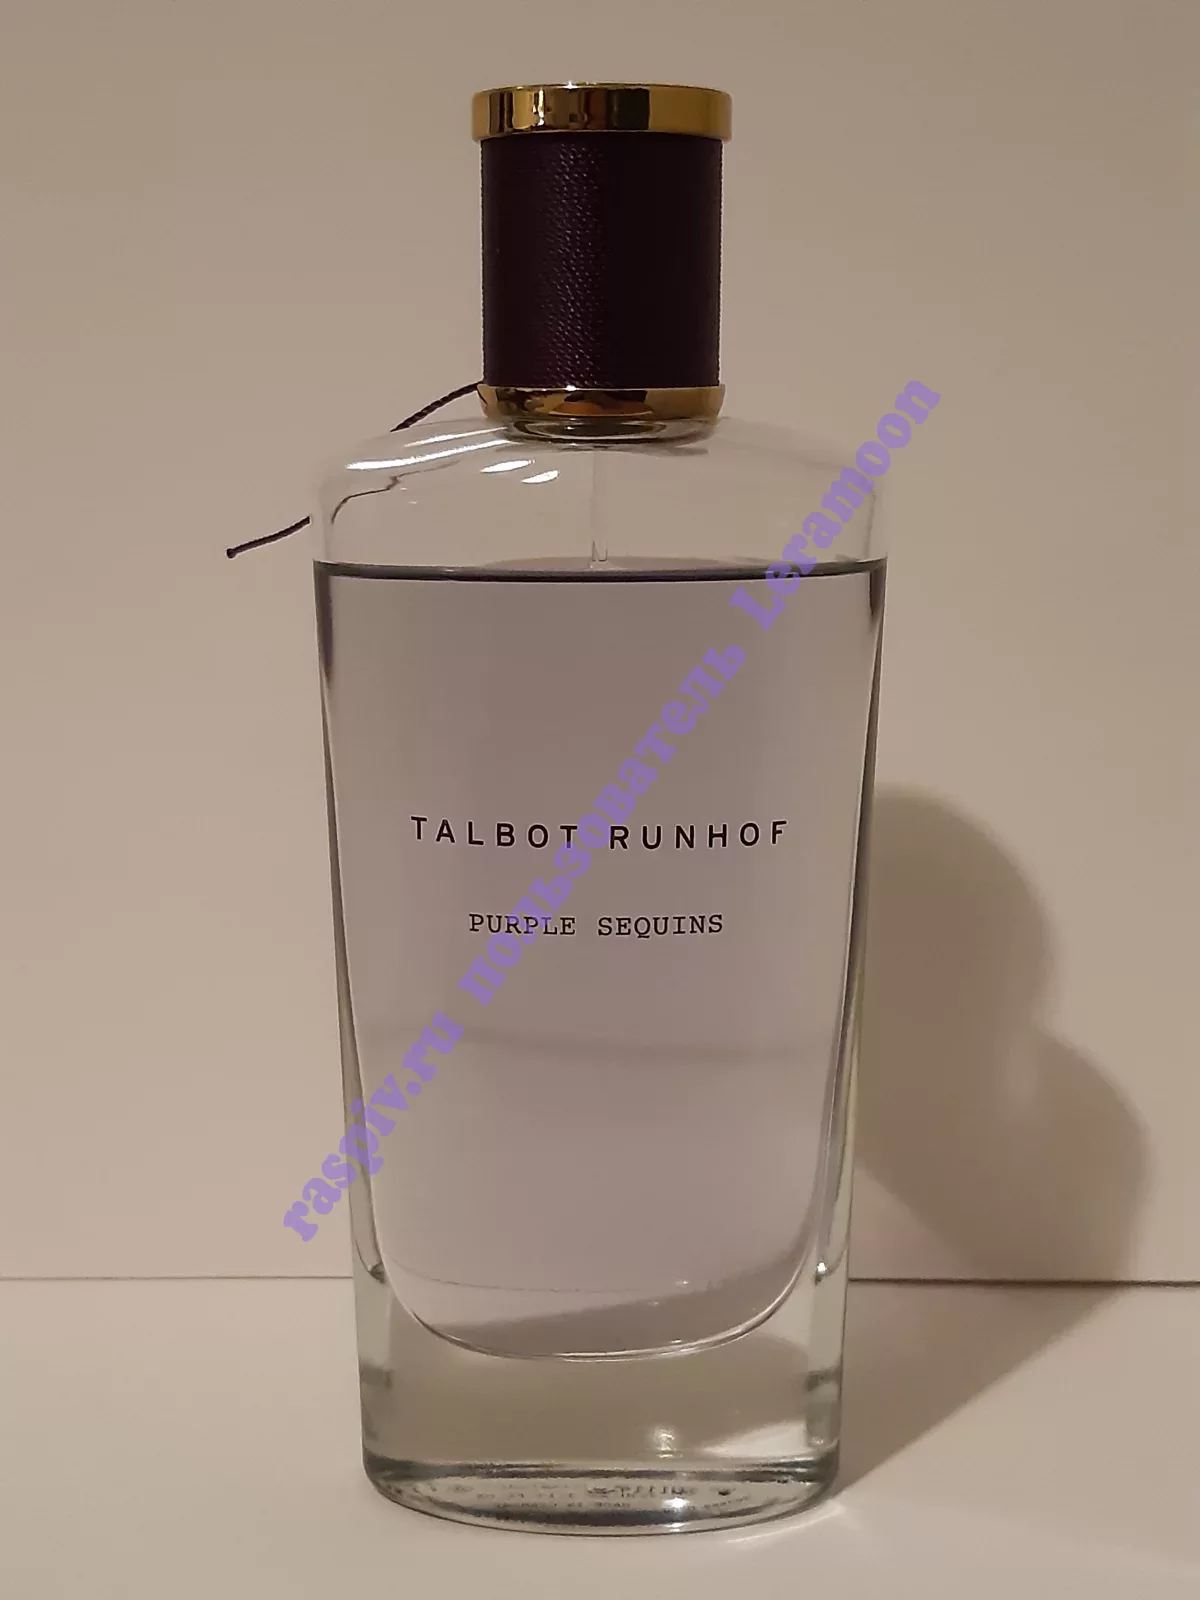 TALBOT RUNHOF
PURPLE SEQUINS
raspiv.ru пользователь Leramoon